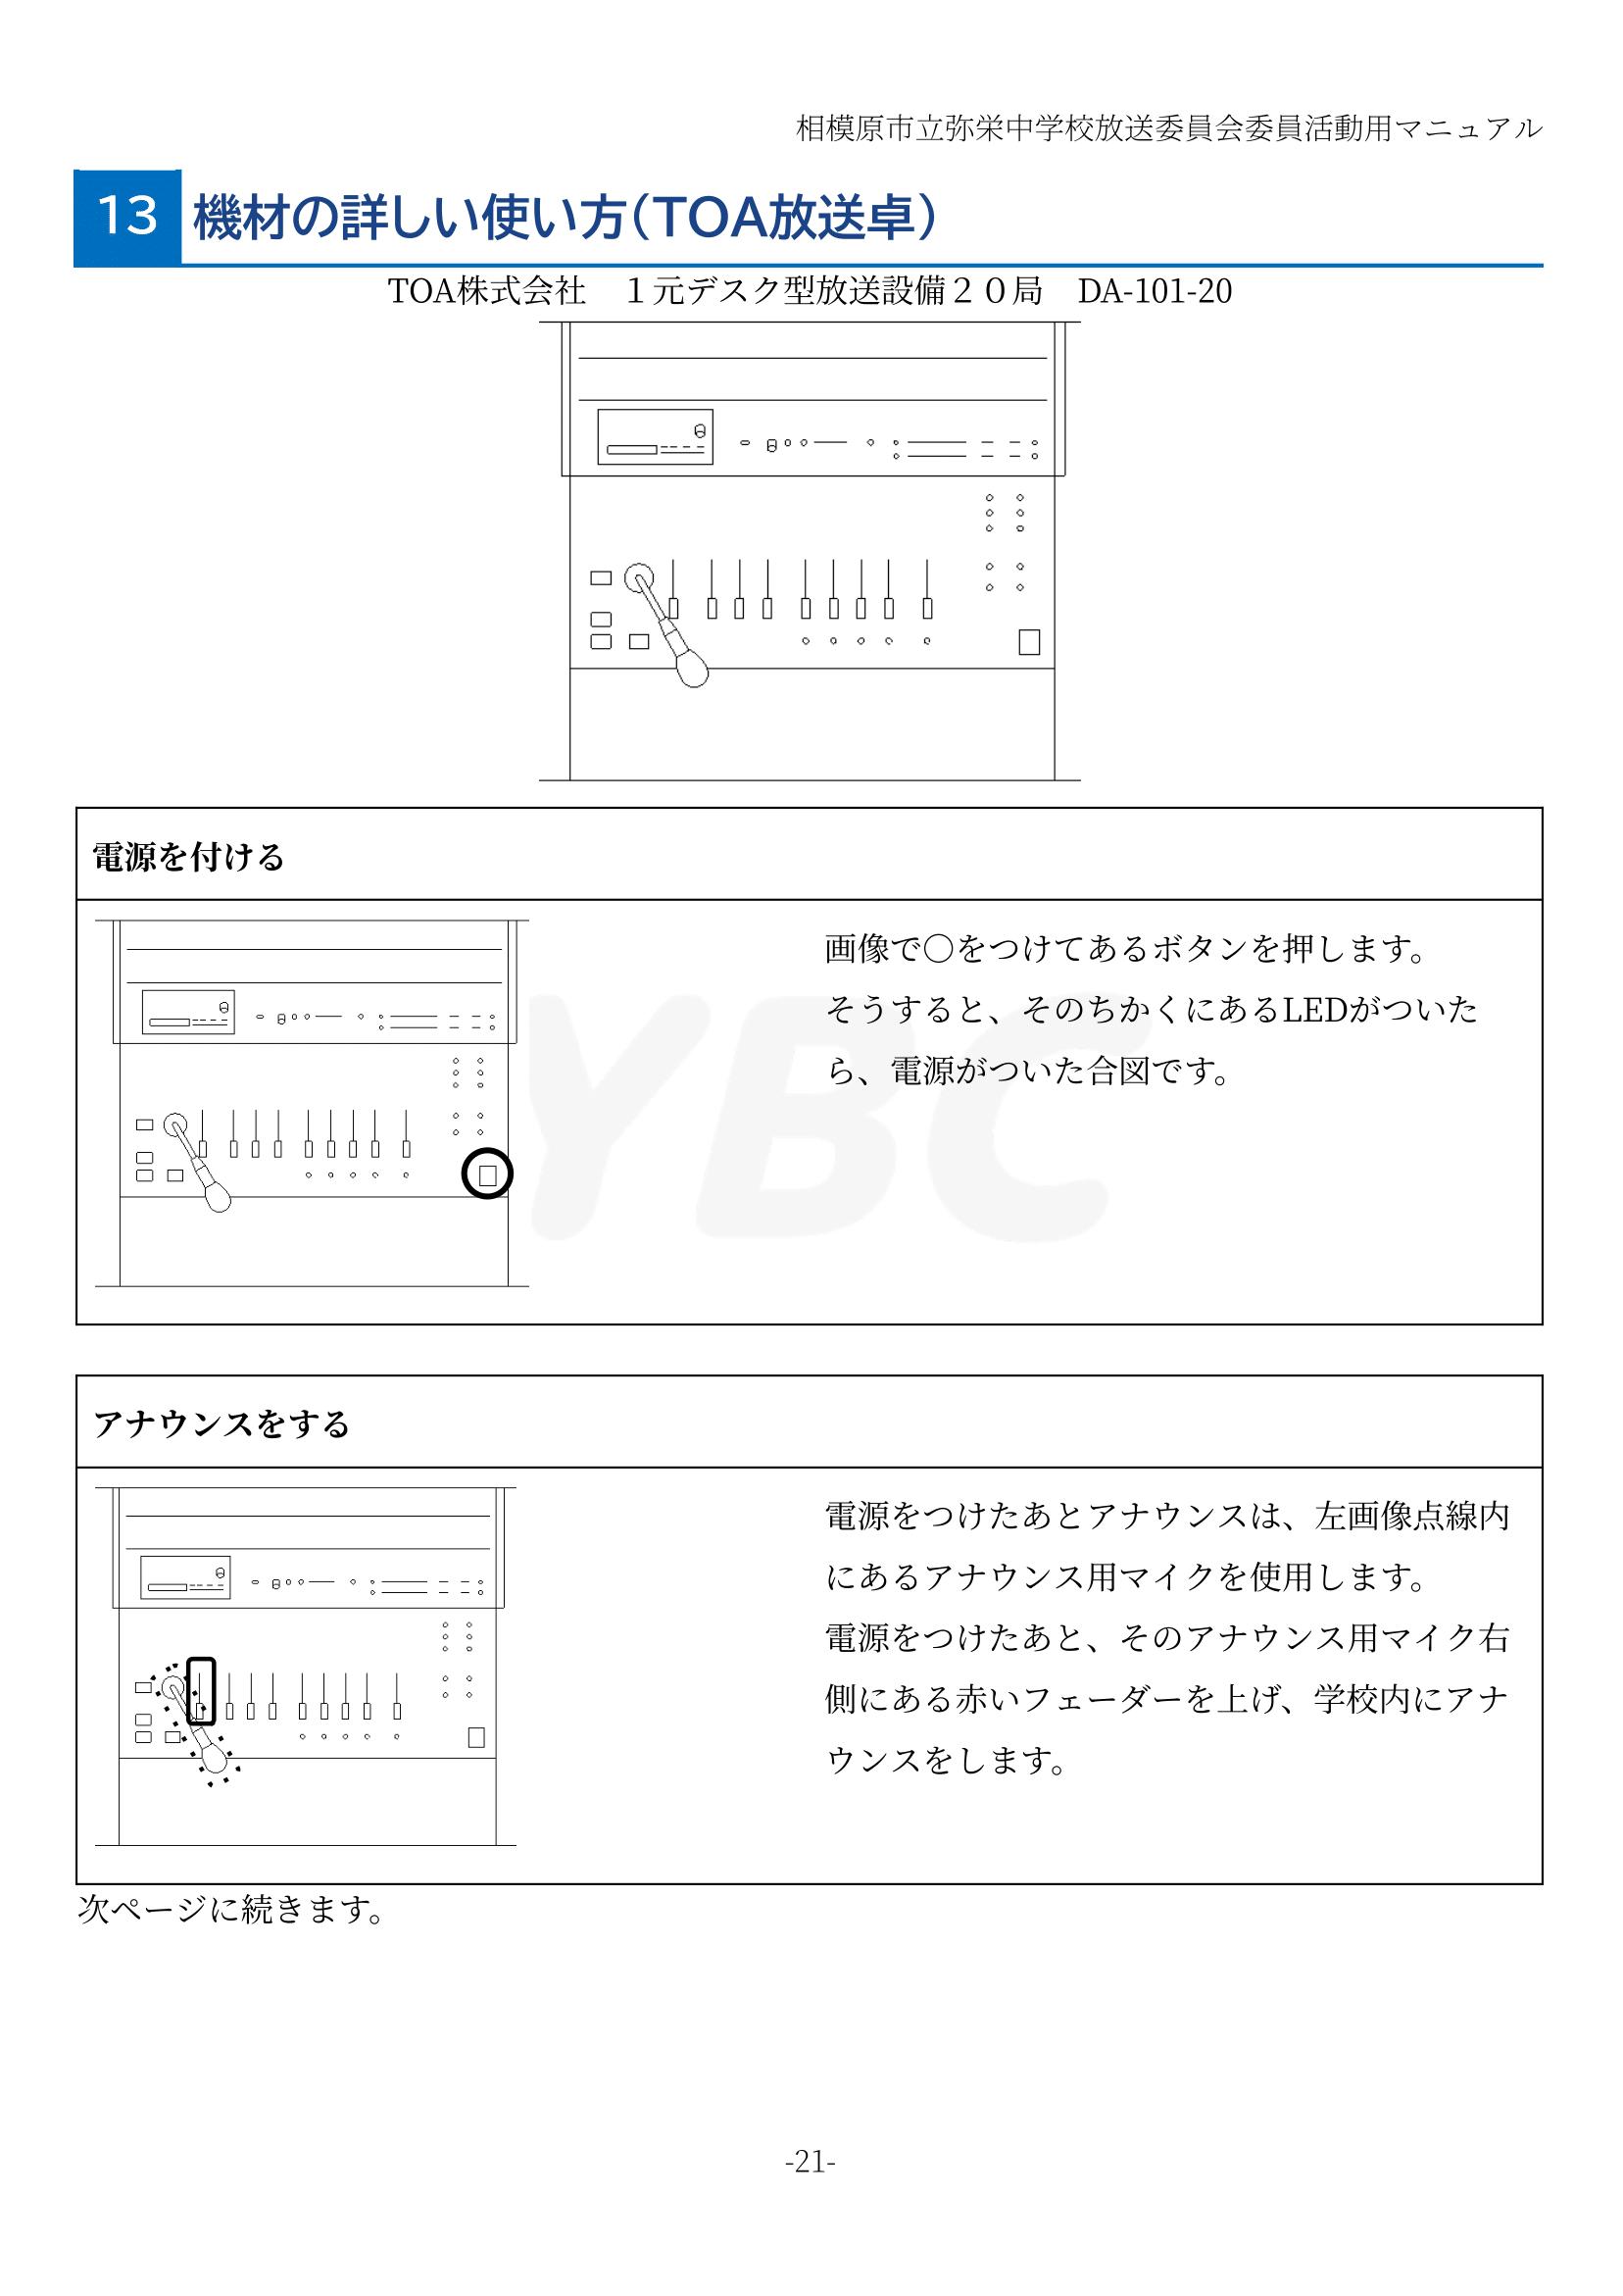 相模原市立弥栄中学校放送委員会委員活動用マニュアル
13 機材の詳しい使い方(TOA放送卓)
TOA株式会社　１元デスク型放送設備２０局　DA-101-20
電源を付ける
画像で〇をつけてあるボタンを押します。
そうすると、そのちかくにあるLEDがついた
ら、電源がついた合図です。
YBC
アナウンスをする
電源をつけたあとアナウンスは、左画像点線内
にあるアナウンス用マイクを使用します。
電源をつけたあと、そのアナウンス用マイク右
側にある赤いフェーダーを上げ、学校内にアナ
ウンスをします。
次ページに続きます。
-21-